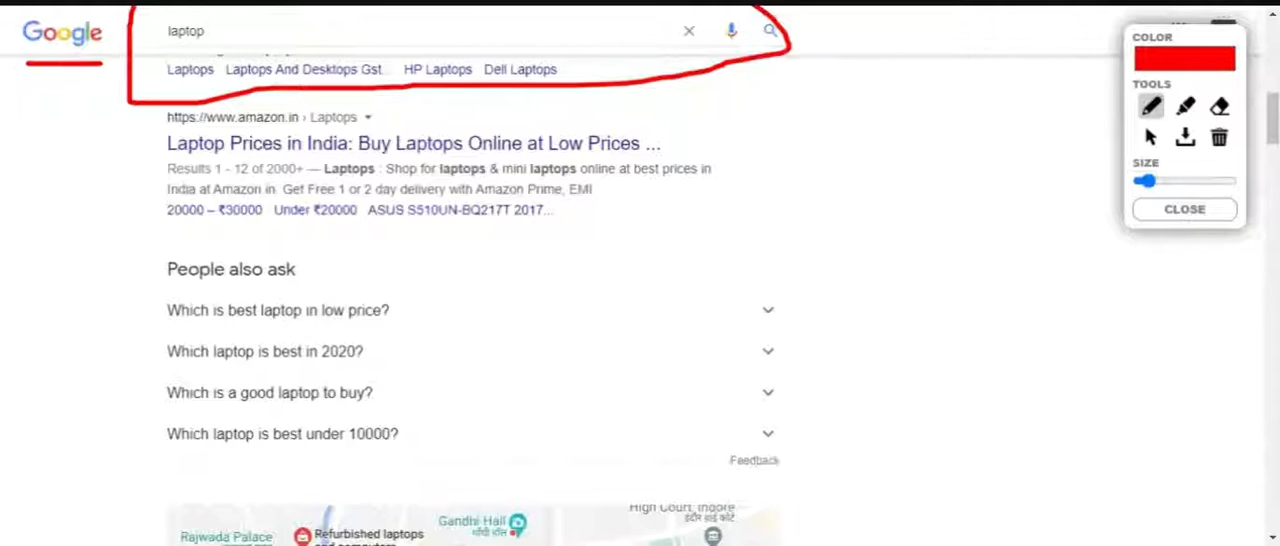 Google
laptop
Laptops Laptops And Desktops Gst... HP Laptops Dell Laptops
https://www.amazon.in › Laptops
Laptop Prices in India: Buy Laptops Online at Low Prices ...
Results 1 - 12 of 2000+ — Laptops : Shop for laptops & mini laptops online at best prices in
India at Amazon.in. Get Free 1 or 2 day delivery with Amazon Prime, EMI
20000 – ₹30000 Under ₹20000 ASUS S510UN-BQ217T 2017...
People also ask
Which is best laptop in low price?
Which laptop is best in 2020?
Which is a good laptop to buy?
Which laptop is best under 10000?
Feedback
High Court, Indore
इंदौर हाई कोर्ट
Gandhi Hall
गाँधी हॉल
Rajwada Palace
Refurbished laptops
and computers
COLOR
TOOLS
SIZE
CLOSE